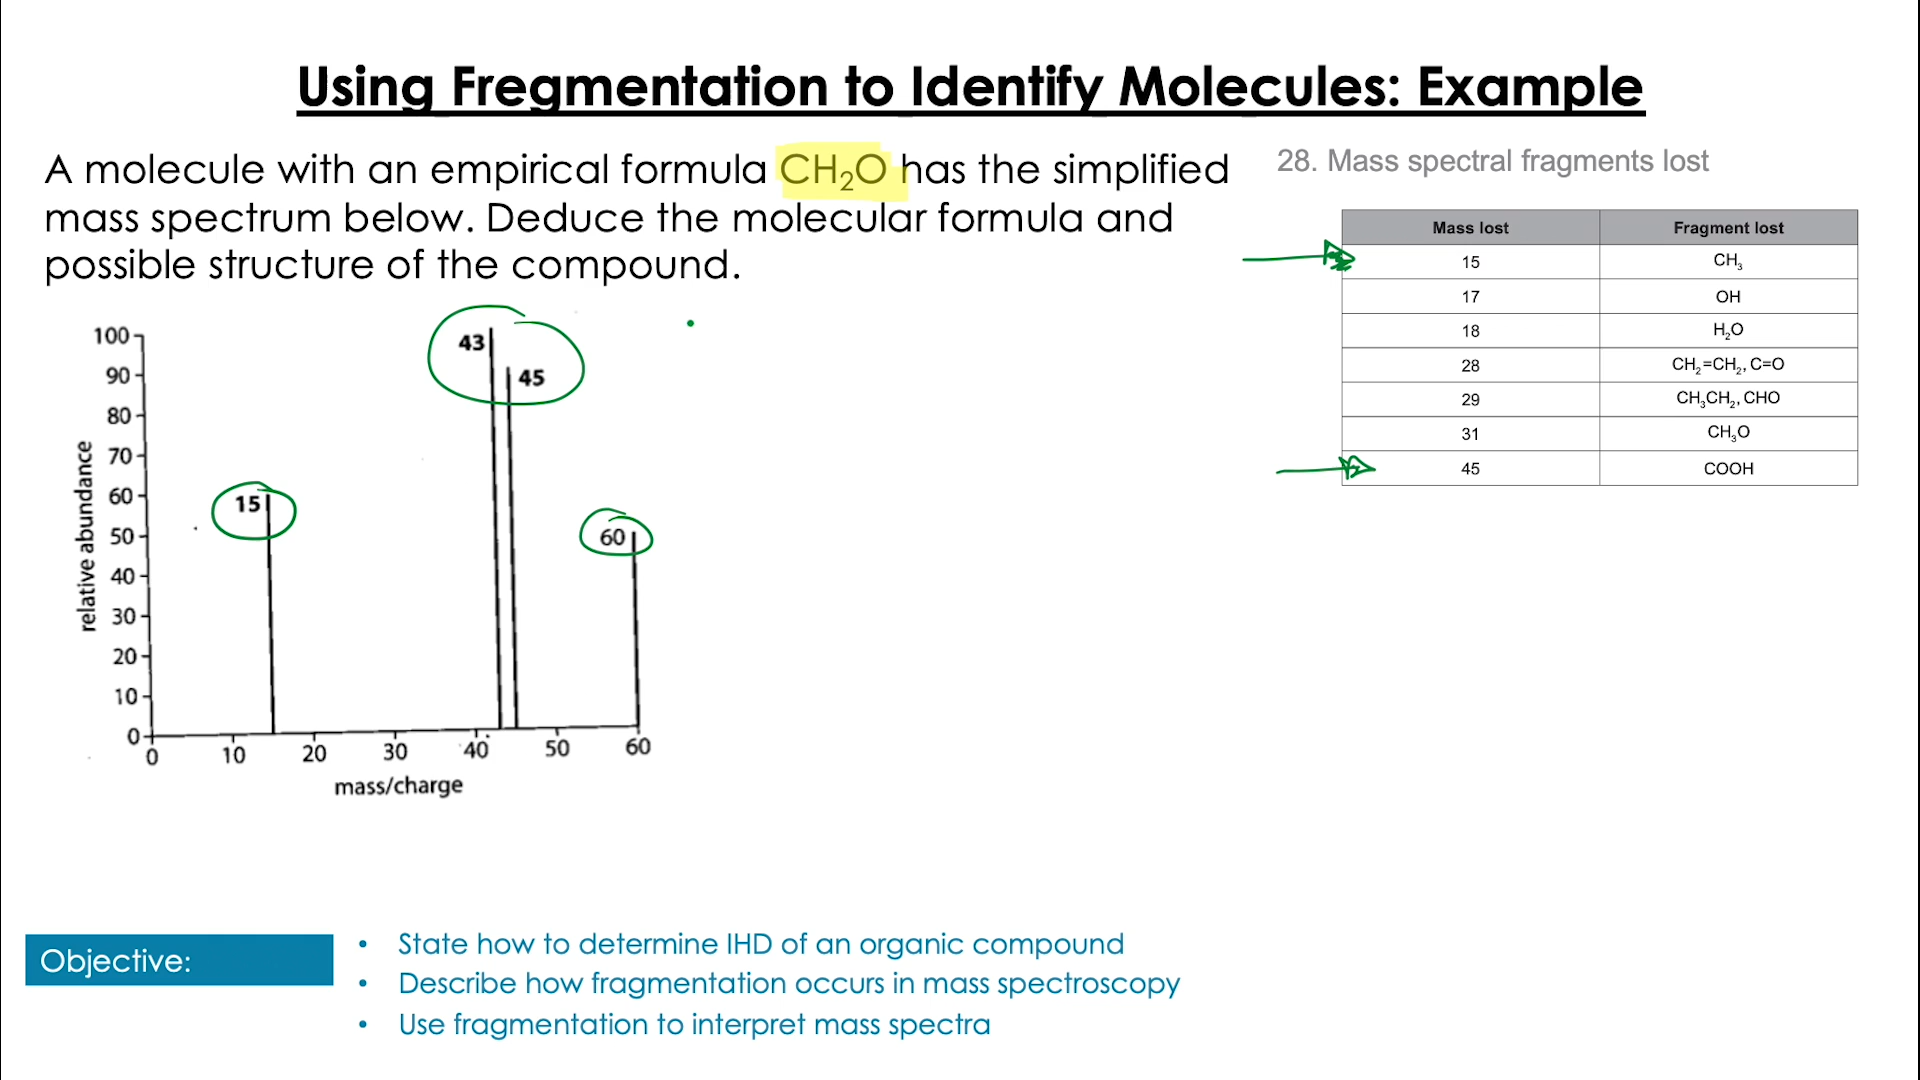 Using Fregmentation to Identify Molecules: Example
A molecule with an empirical formula CH₂O has the simplified
mass spectrum below. Deduce the molecular formula and
possible structure of the compound.
28. Mass spectral fragments lost
Mass lost Fragment lost
15 CH₃
17 OH
18 H₂O
28 CH₂=CH₂, C=O
29 CH₃CH₂, CHO
31 CH₃O
45 COOH
relative abundance
100
90
80
70
60
50
40
30
20
10
0
15
43
45
60
0 10 20 30 40 50 60
mass/charge
Objective:
• State how to determine IHD of an organic compound
• Describe how fragmentation occurs in mass spectroscopy
• Use fragmentation to interpret mass spectra